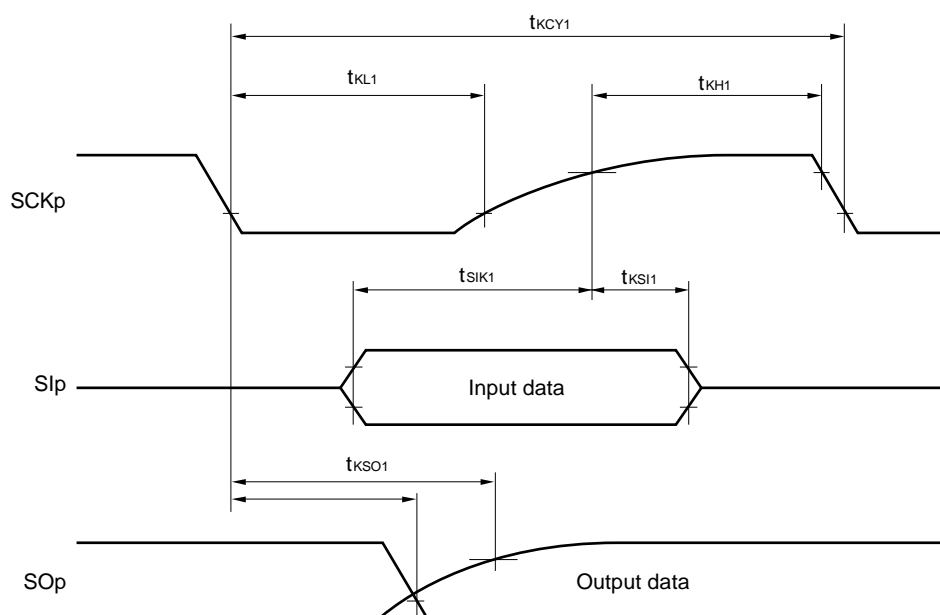 tKCY1
tKL1
tKH1
SCKp
tSIK1
tKSI1
SIp
Input data
tKSO1
SOp
Output data